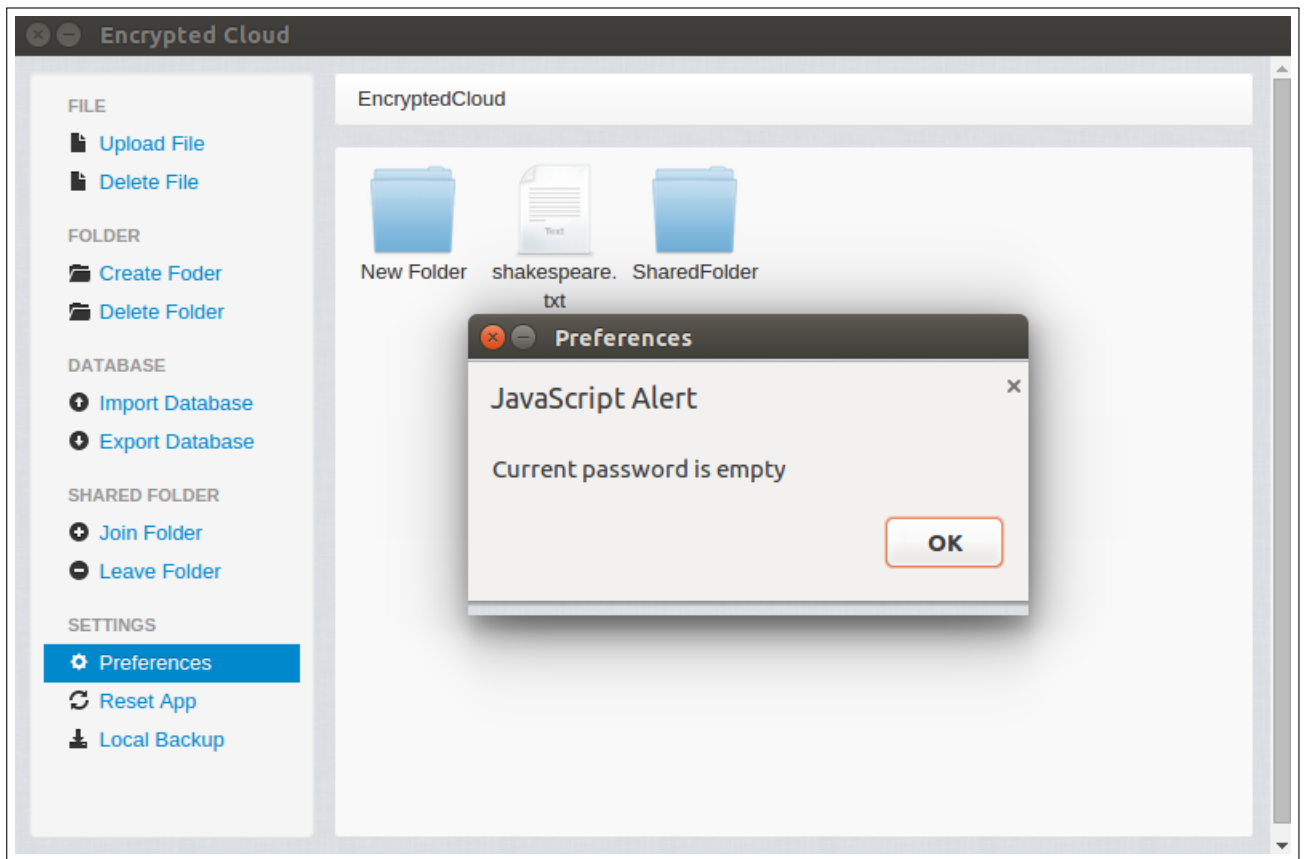 Encrypted Cloud
FILE
Upload File
Delete File
FOLDER
Create Foder
Delete Folder
DATABASE
Import Database
Export Database
SHARED FOLDER
Join Folder
Leave Folder
SETTINGS
Preferences
Reset App
Local Backup
EncryptedCloud
Text
New Folder
shakespeare.
txt
SharedFolder
Preferences
JavaScript Alert
Current password is empty
OK